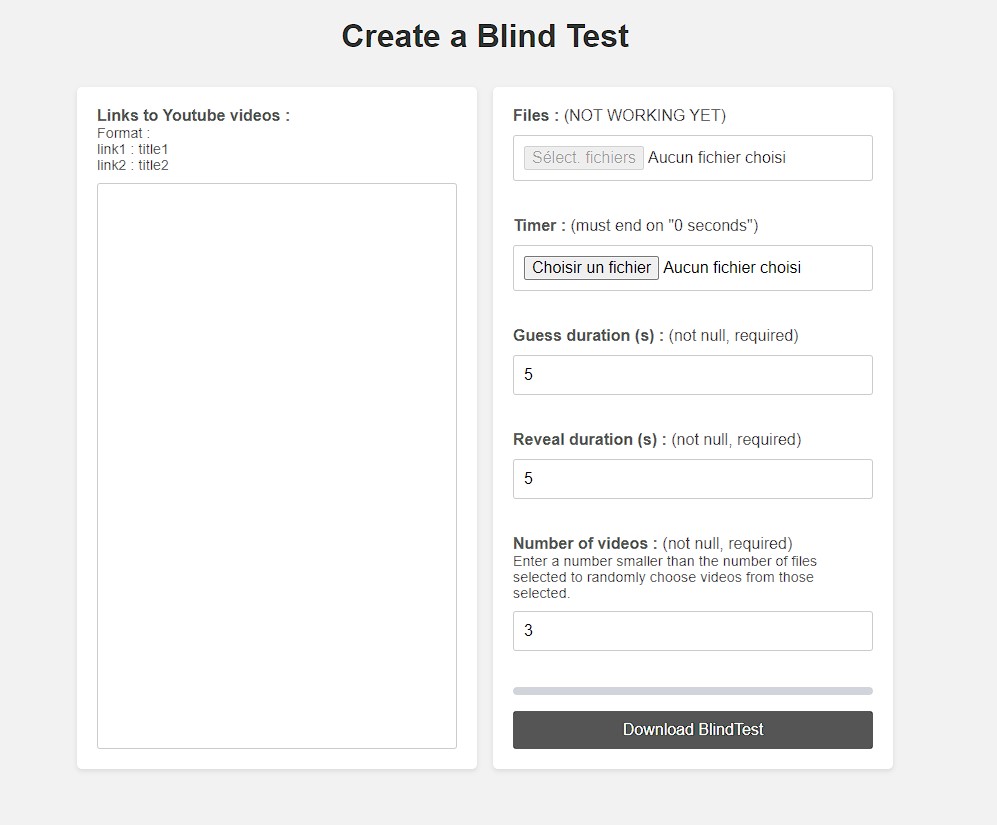 Create a Blind Test
Links to Youtube videos :
Format :
link1 : title1
link2 : title2
Files : (NOT WORKING YET)
Sélect. fichiers Aucun fichier choisi
Timer : (must end on "0 seconds")
Choisir un fichier Aucun fichier choisi
Guess duration (s) : (not null, required)
5
Reveal duration (s) : (not null, required)
5
Number of videos : (not null, required)
Enter a number smaller than the number of files
selected to randomly choose videos from those
selected.
3
Download BlindTest